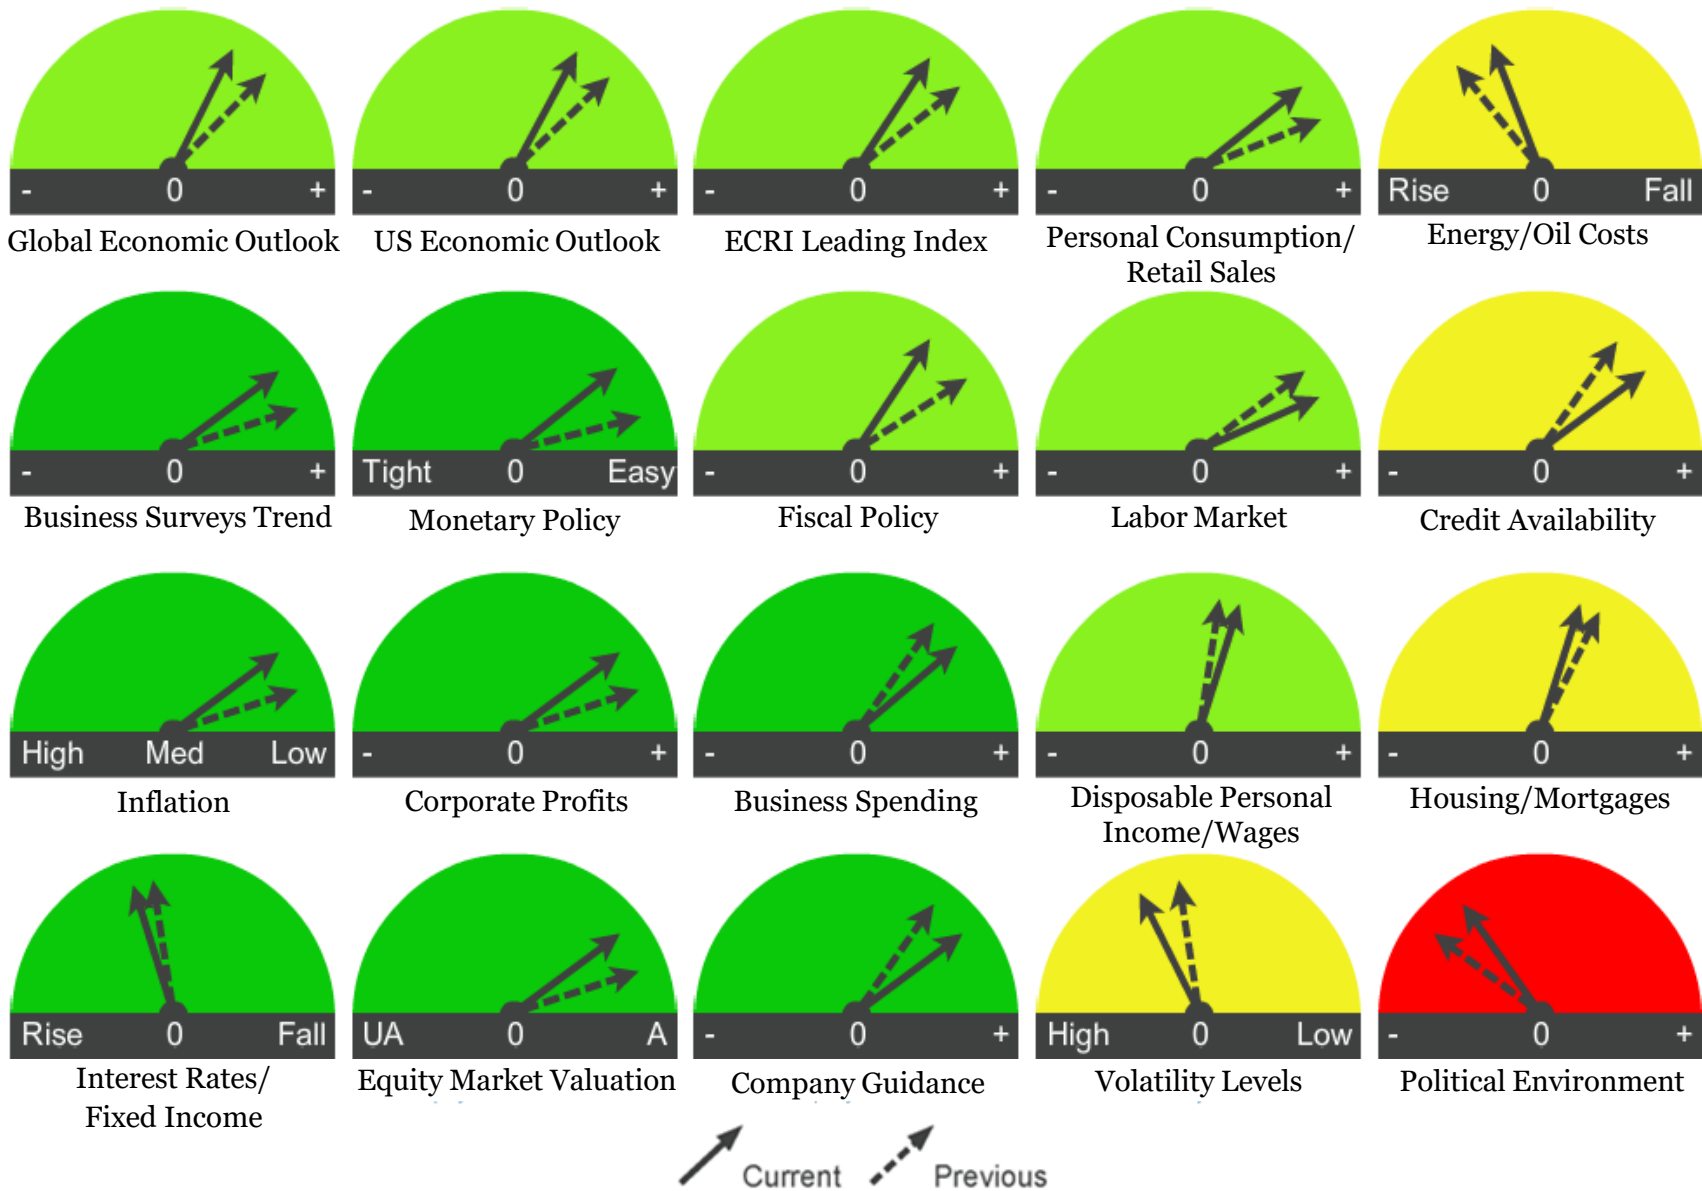 - 0 +
Global Economic Outlook
- 0 +
US Economic Outlook
- 0 +
ECRI Leading Index
- 0 +
Personal Consumption/
Retail Sales
Rise 0 Fall
Energy/Oil Costs
- 0 +
Business Surveys Trend
Tight 0 Easy
Monetary Policy
- 0 +
Fiscal Policy
- 0 +
Labor Market
- 0 +
Credit Availability
High Med Low
Inflation
- 0 +
Corporate Profits
- 0 +
Business Spending
- 0 +
Disposable Personal
Income/Wages
- 0 +
Housing/Mortgages
Rise 0 Fall
Interest Rates/
Fixed Income
UA 0 A
Equity Market Valuation
- 0 +
Company Guidance
High 0 Low
Volatility Levels
- 0 +
Political Environment
Current Previous